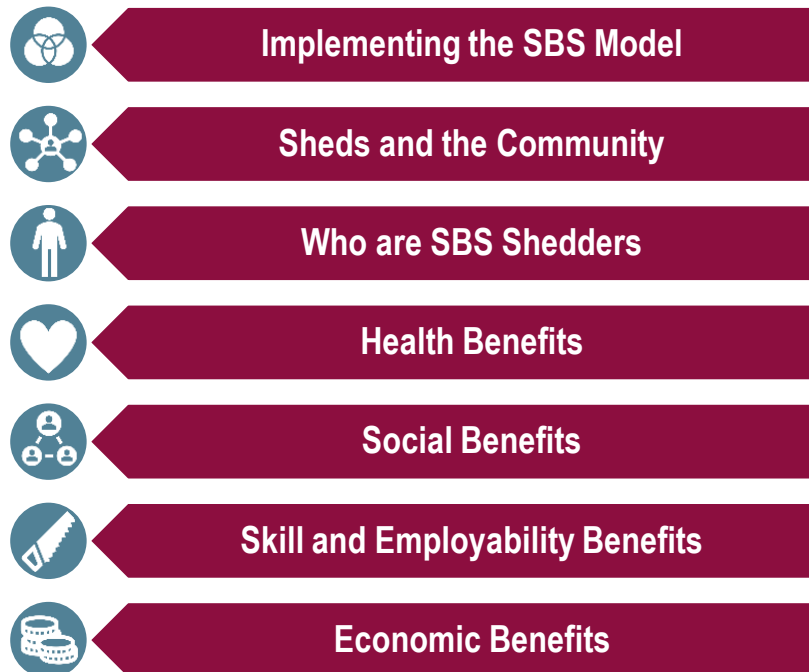 Implementing the SBS Model
Sheds and the Community
Who are SBS Shedders
Health Benefits
Social Benefits
Skill and Employability Benefits
Economic Benefits